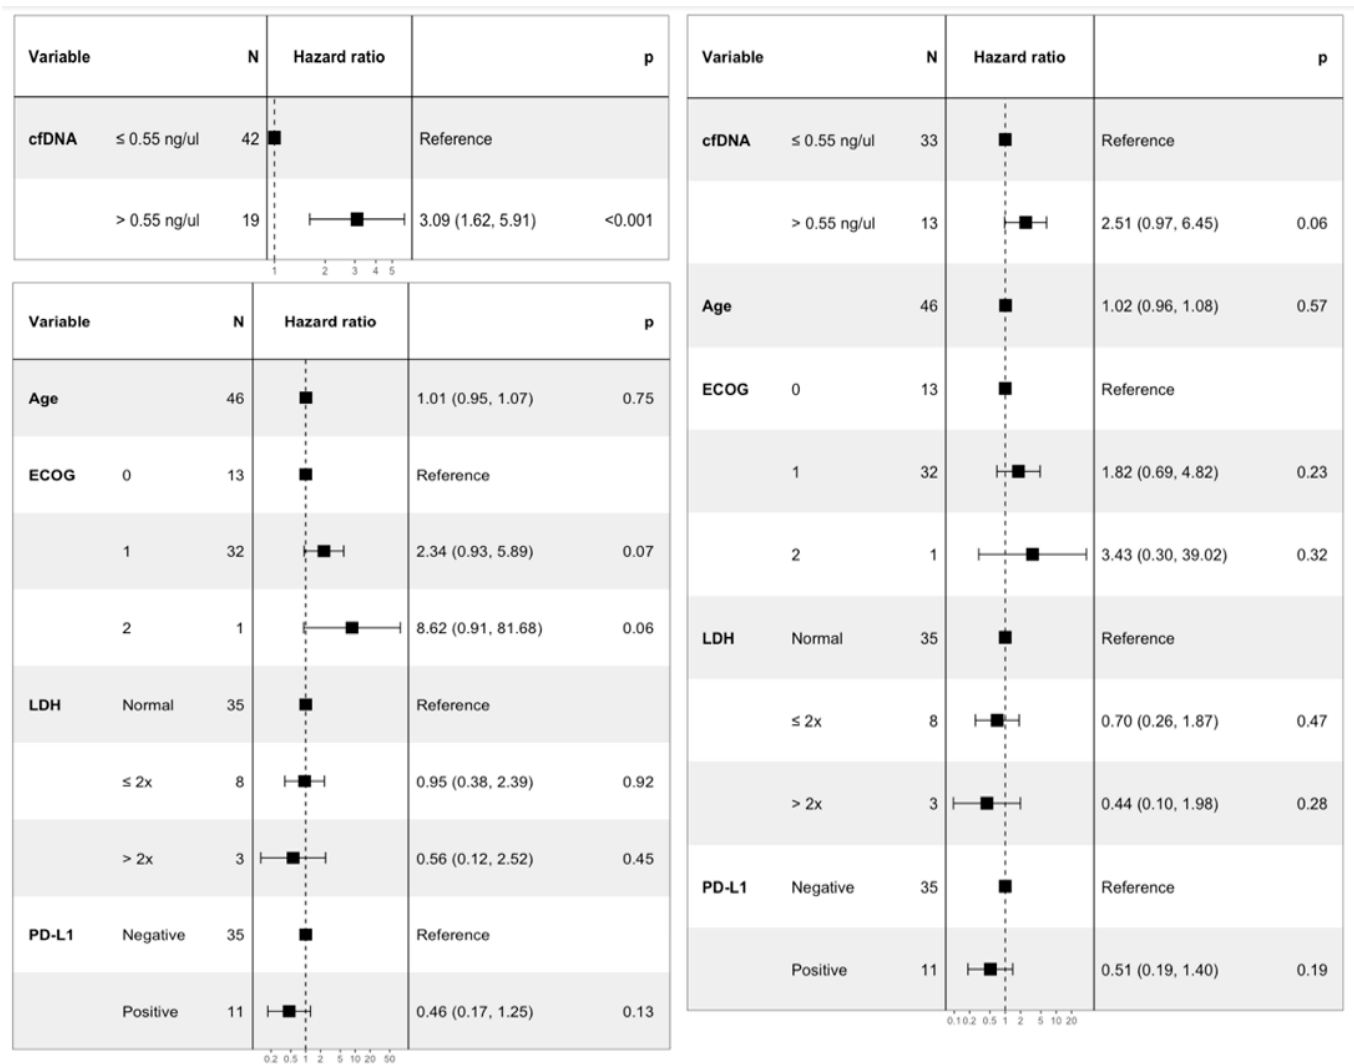 Variable N Hazard ratio p
cfDNA ≤ 0.55 ng/ul 42 Reference
> 0.55 ng/ul 19 3.09 (1.62, 5.91) <0.001
1 2 3 4 5
Variable N Hazard ratio p
Age 46 1.01 (0.95, 1.07) 0.75
ECOG 0 13 Reference
1 32 2.34 (0.93, 5.89) 0.07
2 1 8.62 (0.91, 81.68) 0.06
LDH Normal 35 Reference
≤ 2x 8 0.95 (0.38, 2.39) 0.92
> 2x 3 0.56 (0.12, 2.52) 0.45
PD-L1 Negative 35 Reference
Positive 11 0.46 (0.17, 1.25) 0.13
0.2 0.5 1 2 5 10 20 50
Variable N Hazard ratio p
cfDNA ≤ 0.55 ng/ul 33 Reference
> 0.55 ng/ul 13 2.51 (0.97, 6.45) 0.06
Age 46 1.02 (0.96, 1.08) 0.57
ECOG 0 13 Reference
1 32 1.82 (0.69, 4.82) 0.23
2 1 3.43 (0.30, 39.02) 0.32
LDH Normal 35 Reference
≤ 2x 8 0.70 (0.26, 1.87) 0.47
> 2x 3 0.44 (0.10, 1.98) 0.28
PD-L1 Negative 35 Reference
Positive 11 0.51 (0.19, 1.40) 0.19
0.1 0.2 0.5 1 2 5 10 20